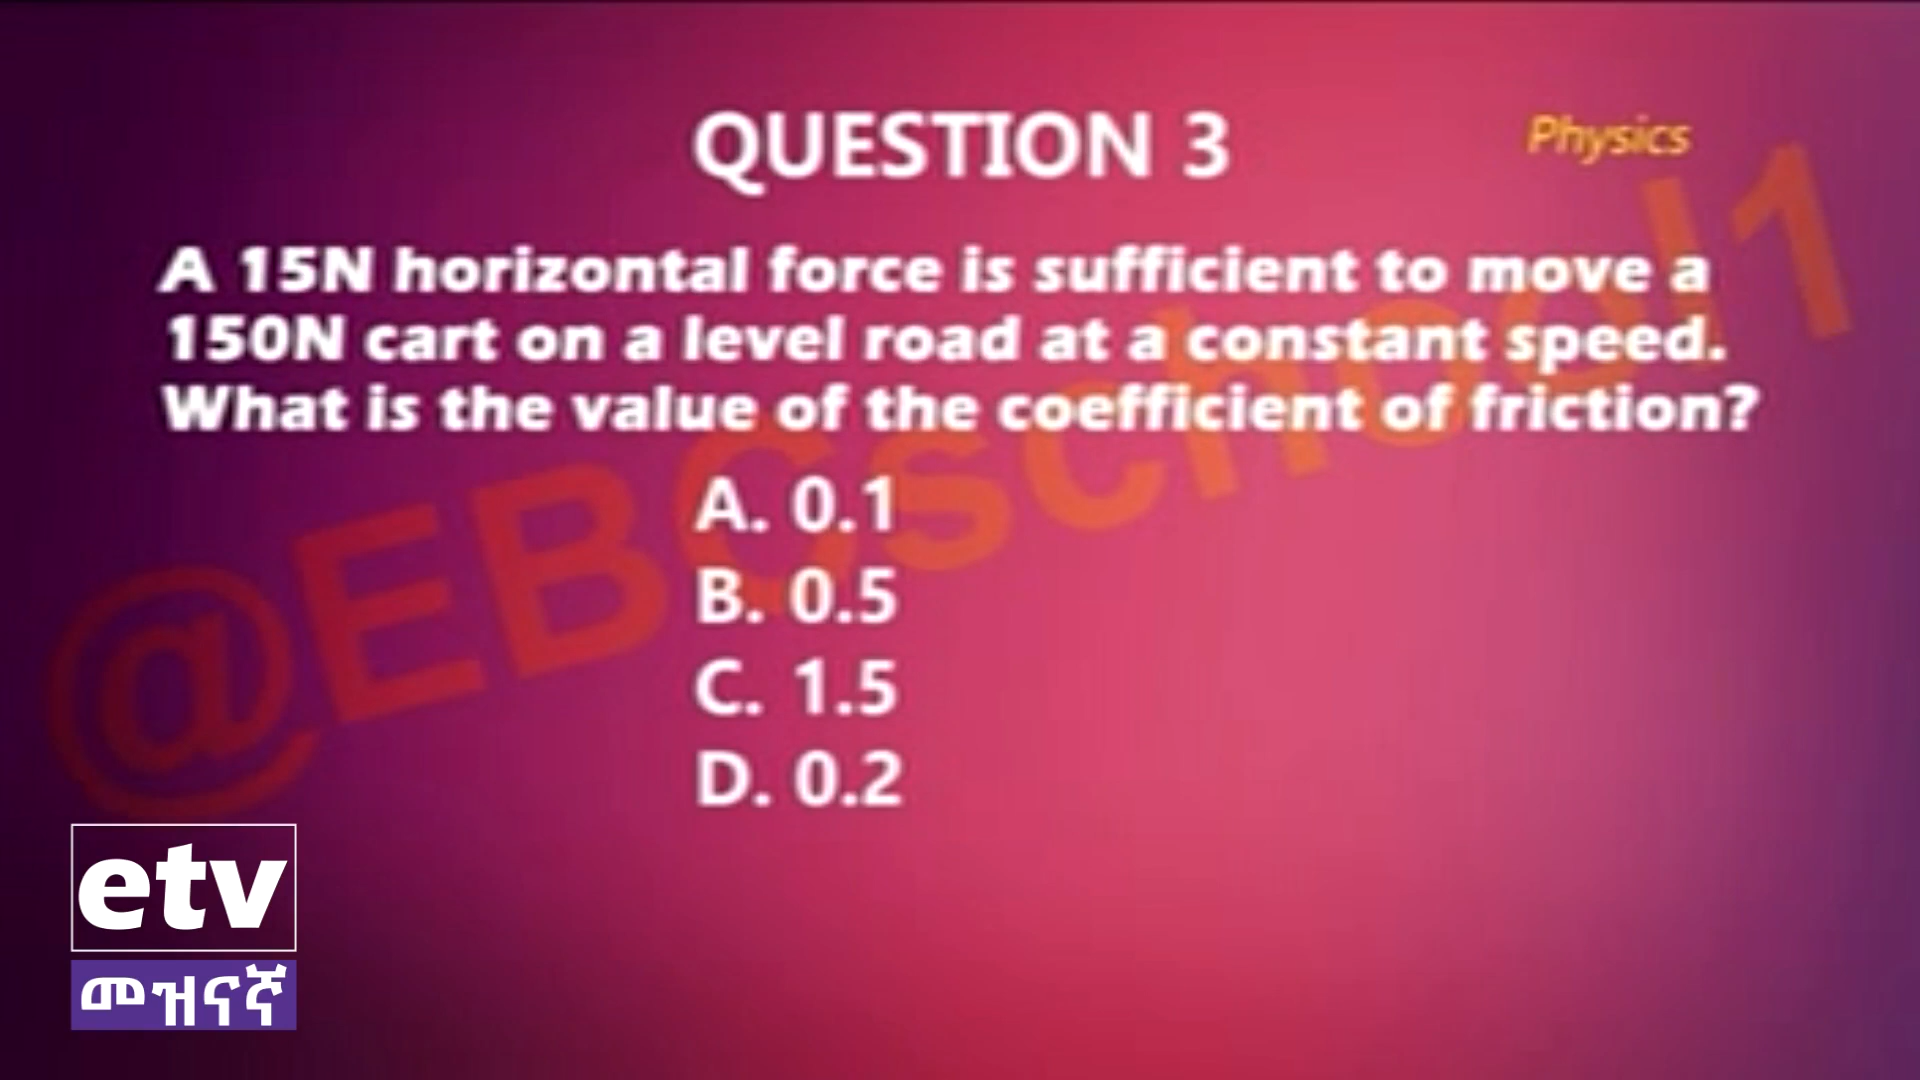 QUESTION 3
Physics
A 15N horizontal force is sufficient to move a
150N cart on a level road at a constant speed.
What is the value of the coefficient of friction?
A. 0.1
B. 0.5
C. 1.5
D. 0.2
@EBCschool1
etv
መዝናኛ